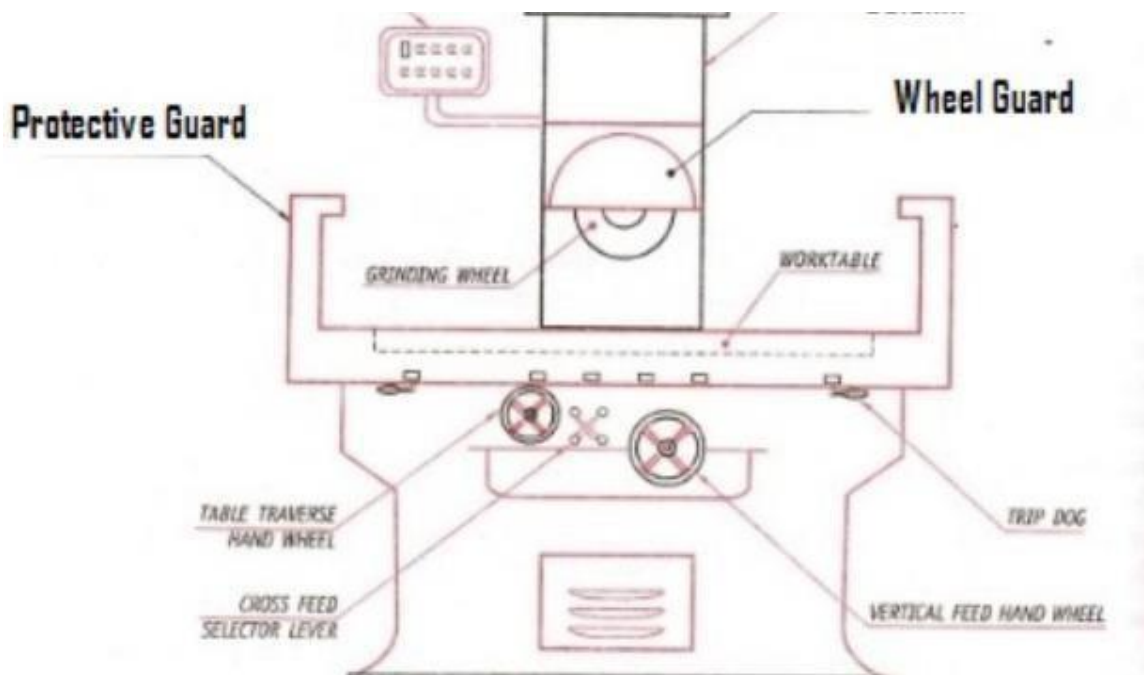 Wheel Guard
Protective Guard
GRINDING WHEEL
WORKTABLE
TABLE TRAVERSE
HAND WHEEL
TRIP DOG
CROSS FEED
SELECTOR LEVER
VERTICAL FEED HAND WHEEL